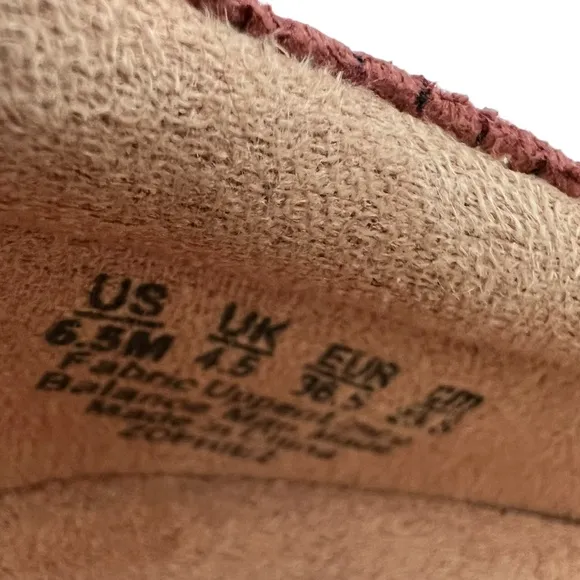 US UK EUR cm
6.5M 4.5 36.5
Fabric Upper/
Balance Man Made
Made in China